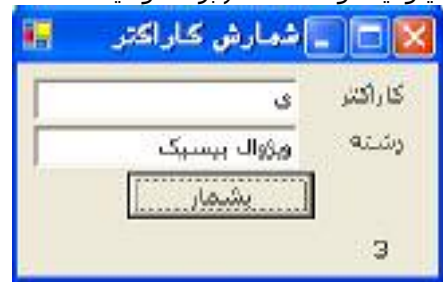 شمارش کاراکتر
کاراکتر ی
رشته ویژوال بیسیک
بشمار
3